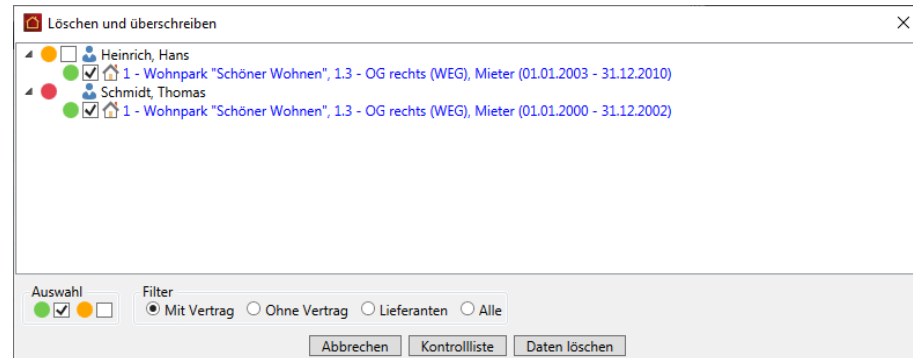 Löschen und überschreiben
Heinrich, Hans
1 - Wohnpark "Schöner Wohnen", 1.3 - OG rechts (WEG), Mieter (01.01.2003 - 31.12.2010)
Schmidt, Thomas
1 - Wohnpark "Schöner Wohnen", 1.3 - OG rechts (WEG), Mieter (01.01.2000 - 31.12.2002)
Auswahl Filter
Mit Vertrag Ohne Vertrag Lieferanten Alle
Abbrechen Kontrollliste Daten löschen